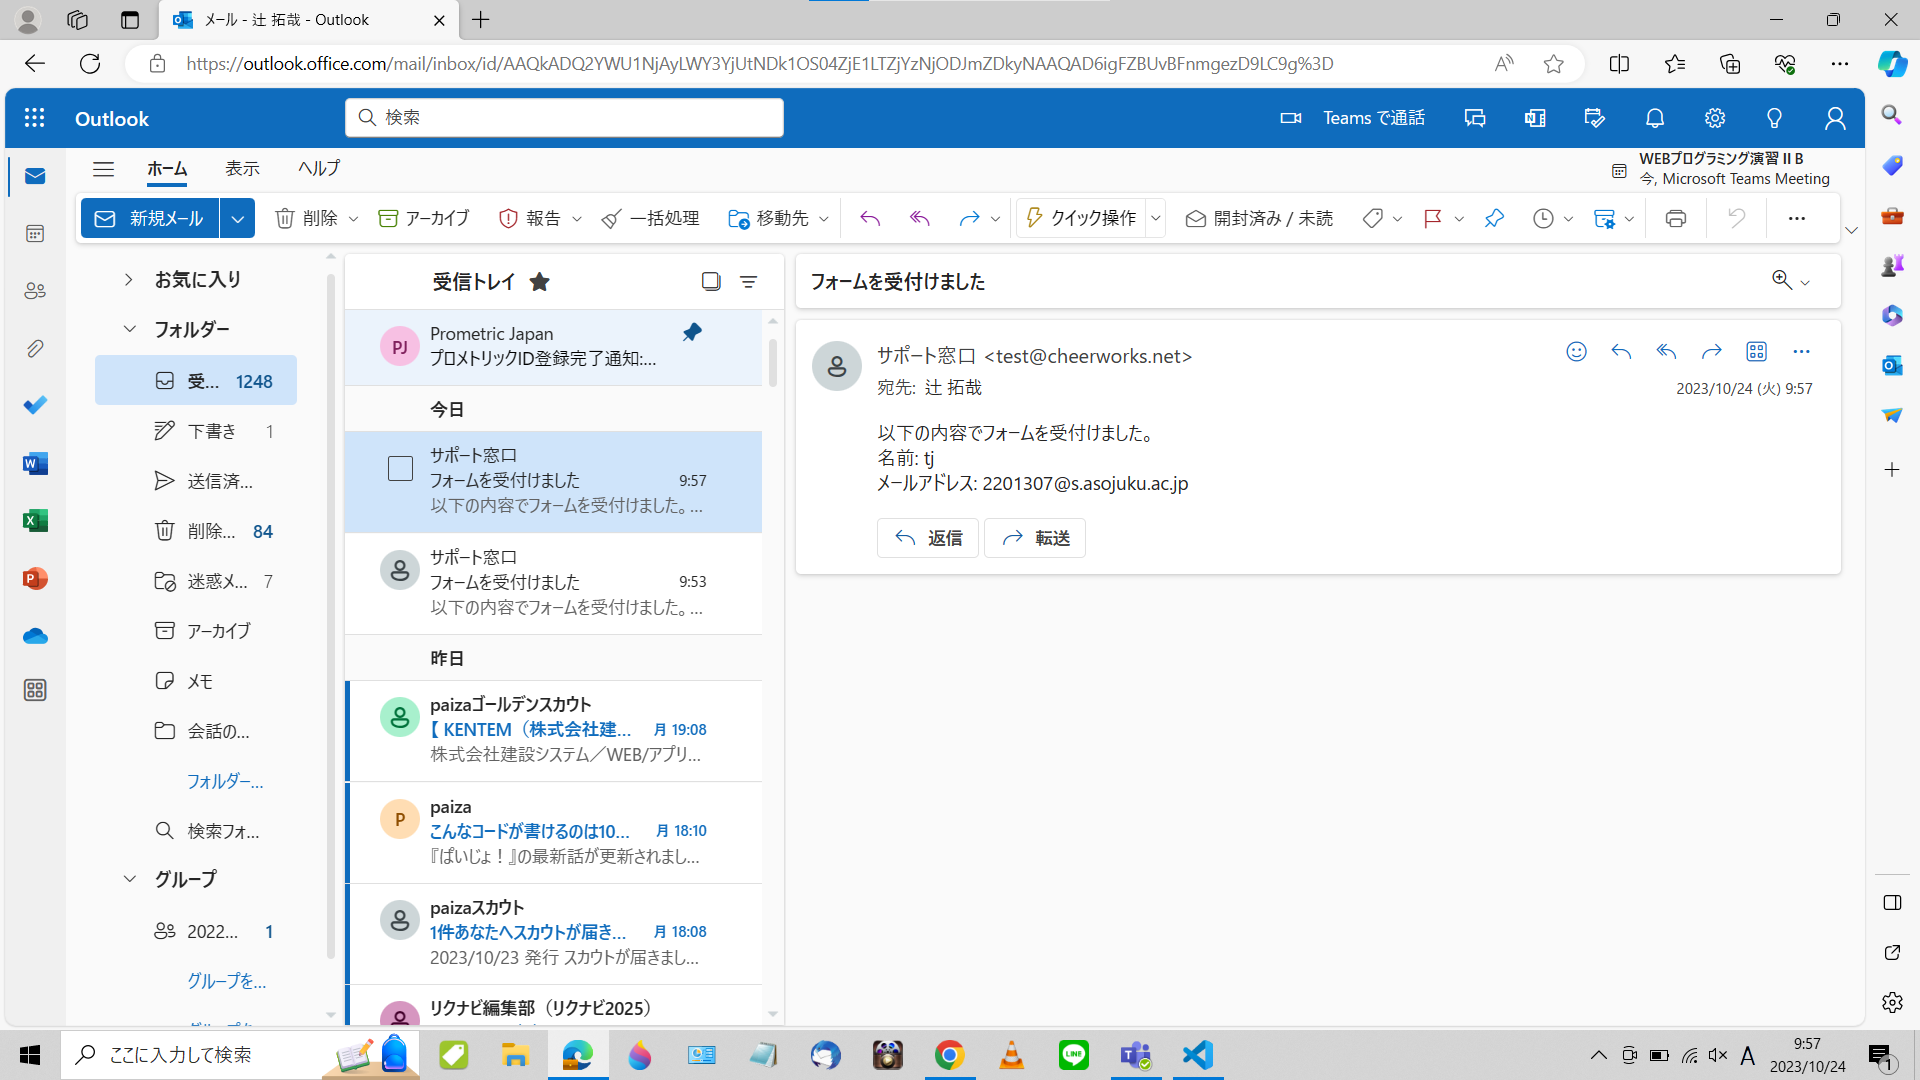 メール - 辻 拓哉 - Outlook
https://outlook.office.com/mail/inbox/id/AAQkADQ2YWU1NjAyLWY3YjUtNDk1OS04ZjE1LTZjYzNjODJmZDkyNAAQAD6igFZBUvBFnmgezD9LC9g%3D
Outlook
検索
Teams で通話
ホーム
表示
ヘルプ
WEBプログラミング演習 II B
今, Microsoft Teams Meeting
新規メール
削除
アーカイブ
報告
一括処理
移動先
クイック操作
開封済み / 未読
お気に入り
フォルダー
受... 1248
下書き 1
送信済...
削除... 84
迷惑メ... 7
アーカイブ
メモ
会話の...
フォルダー...
検索フォ...
グループ
2022... 1
グループを...
受信トレイ
PJ
Prometric Japan
プロメトリックID登録完了通知:...
今日
サポート窓口
フォームを受付けました 9:57
以下の内容でフォームを受付けました。...
サポート窓口
フォームを受付けました 9:53
以下の内容でフォームを受付けました。...
昨日
paizaゴールデンスカウト
【 KENTEM（株式会社建... 月 19:08
株式会社建設システム／WEB/アプリ...
P
paiza
こんなコードが書けるのは10... 月 18:10
『ぱいじょ！』の最新話が更新されまし...
paizaスカウト
1件あなたへスカウトが届き... 月 18:08
2023/10/23 発行 スカウトが届きまし...
リクナビ編集部（リクナビ2025）
フォームを受付けました
サポート窓口 <test@cheerworks.net>
宛先: 辻 拓哉
2023/10/24 (火) 9:57
以下の内容でフォームを受付けました。
名前: tj
メールアドレス: 2201307@s.asojuku.ac.jp
返信
転送
ここに入力して検索
A
9:57
2023/10/24
1